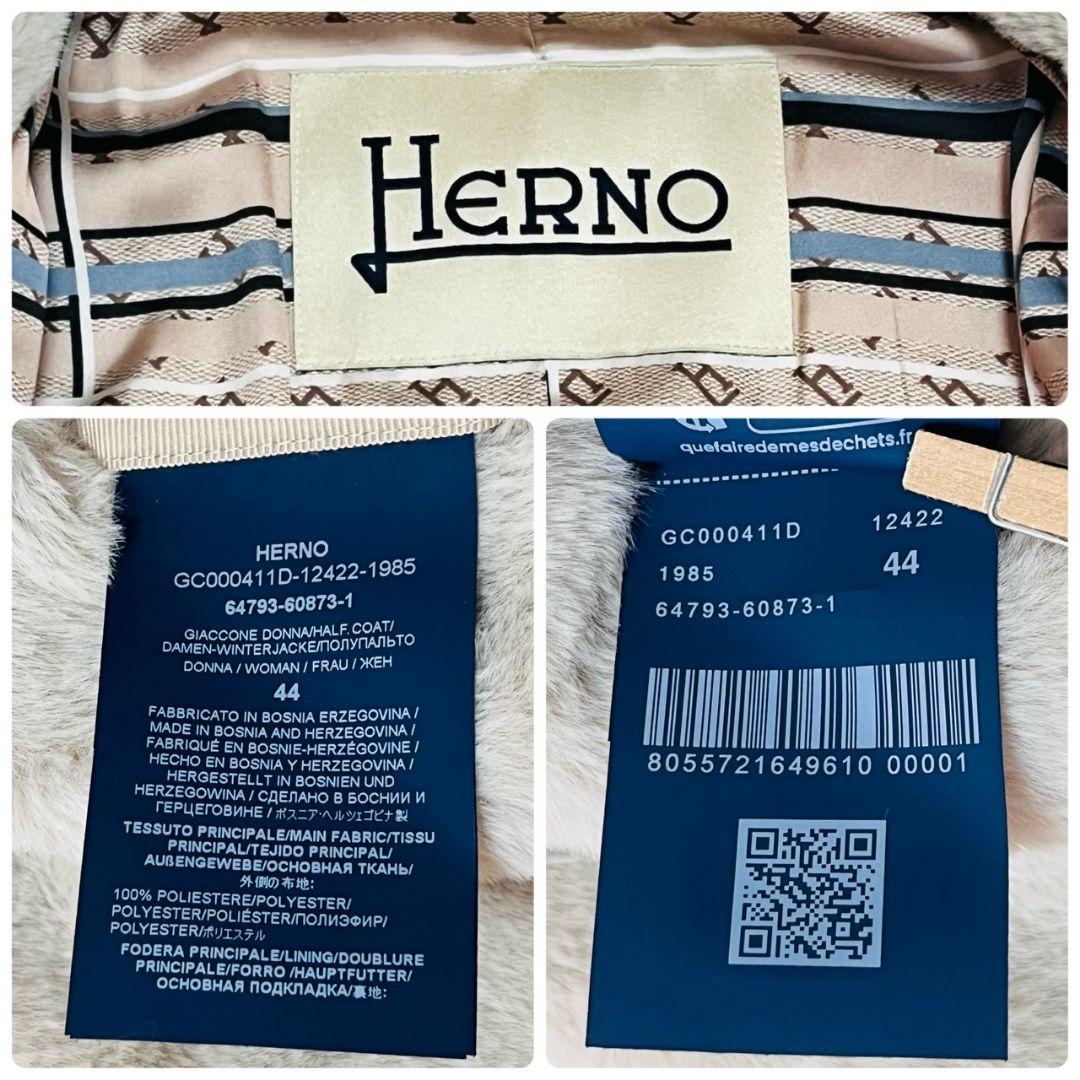 HERNO
HERNO
GC000411D-12422-1985
64793-60873-1
GIACCONE DONNA/HALF.COAT/
DAMEN-WINTERJACKE/ПОЛУПАЛЬТО
DONNA / WOMAN / FRAU / ЖЕН
44
FABBRICATO IN BOSNIA ERZEGOVINA /
MADE IN BOSNIA AND HERZEGOVINA /
FABRIQUÉ EN BOSNIE-HERZÉGOVINE /
HECHO EN BOSNIA Y HERZEGOVINA /
HERGESTELLT IN BOSNIEN UND
HERZEGOWINA / СДЕЛАНО В БОСНИИ И
ГЕРЦЕГОВИНЕ / ボスニア・ヘルツェゴビナ製
TESSUTO PRINCIPALE/MAIN FABRIC/TISSU
PRINCIPAL/TEJIDO PRINCIPAL/
AUßENGEWEBE/ОСНОВНАЯ ТКАНЬ/
外側の布地:
100% POLIESTERE/POLYESTER/
POLYESTER/POLIÉSTER/ПОЛИЭФИР/
POLYESTER/ポリエステル
FODERA PRINCIPALE/LINING/DOUBLURE
PRINCIPALE/FORRO /HAUPTFUTTER/
ОСНОВНАЯ ПОДКЛАДКА/裏地:
quefairedemesdechets.fr
GC000411D 12422
1985 44
64793-60873-1
8055721649610 00001